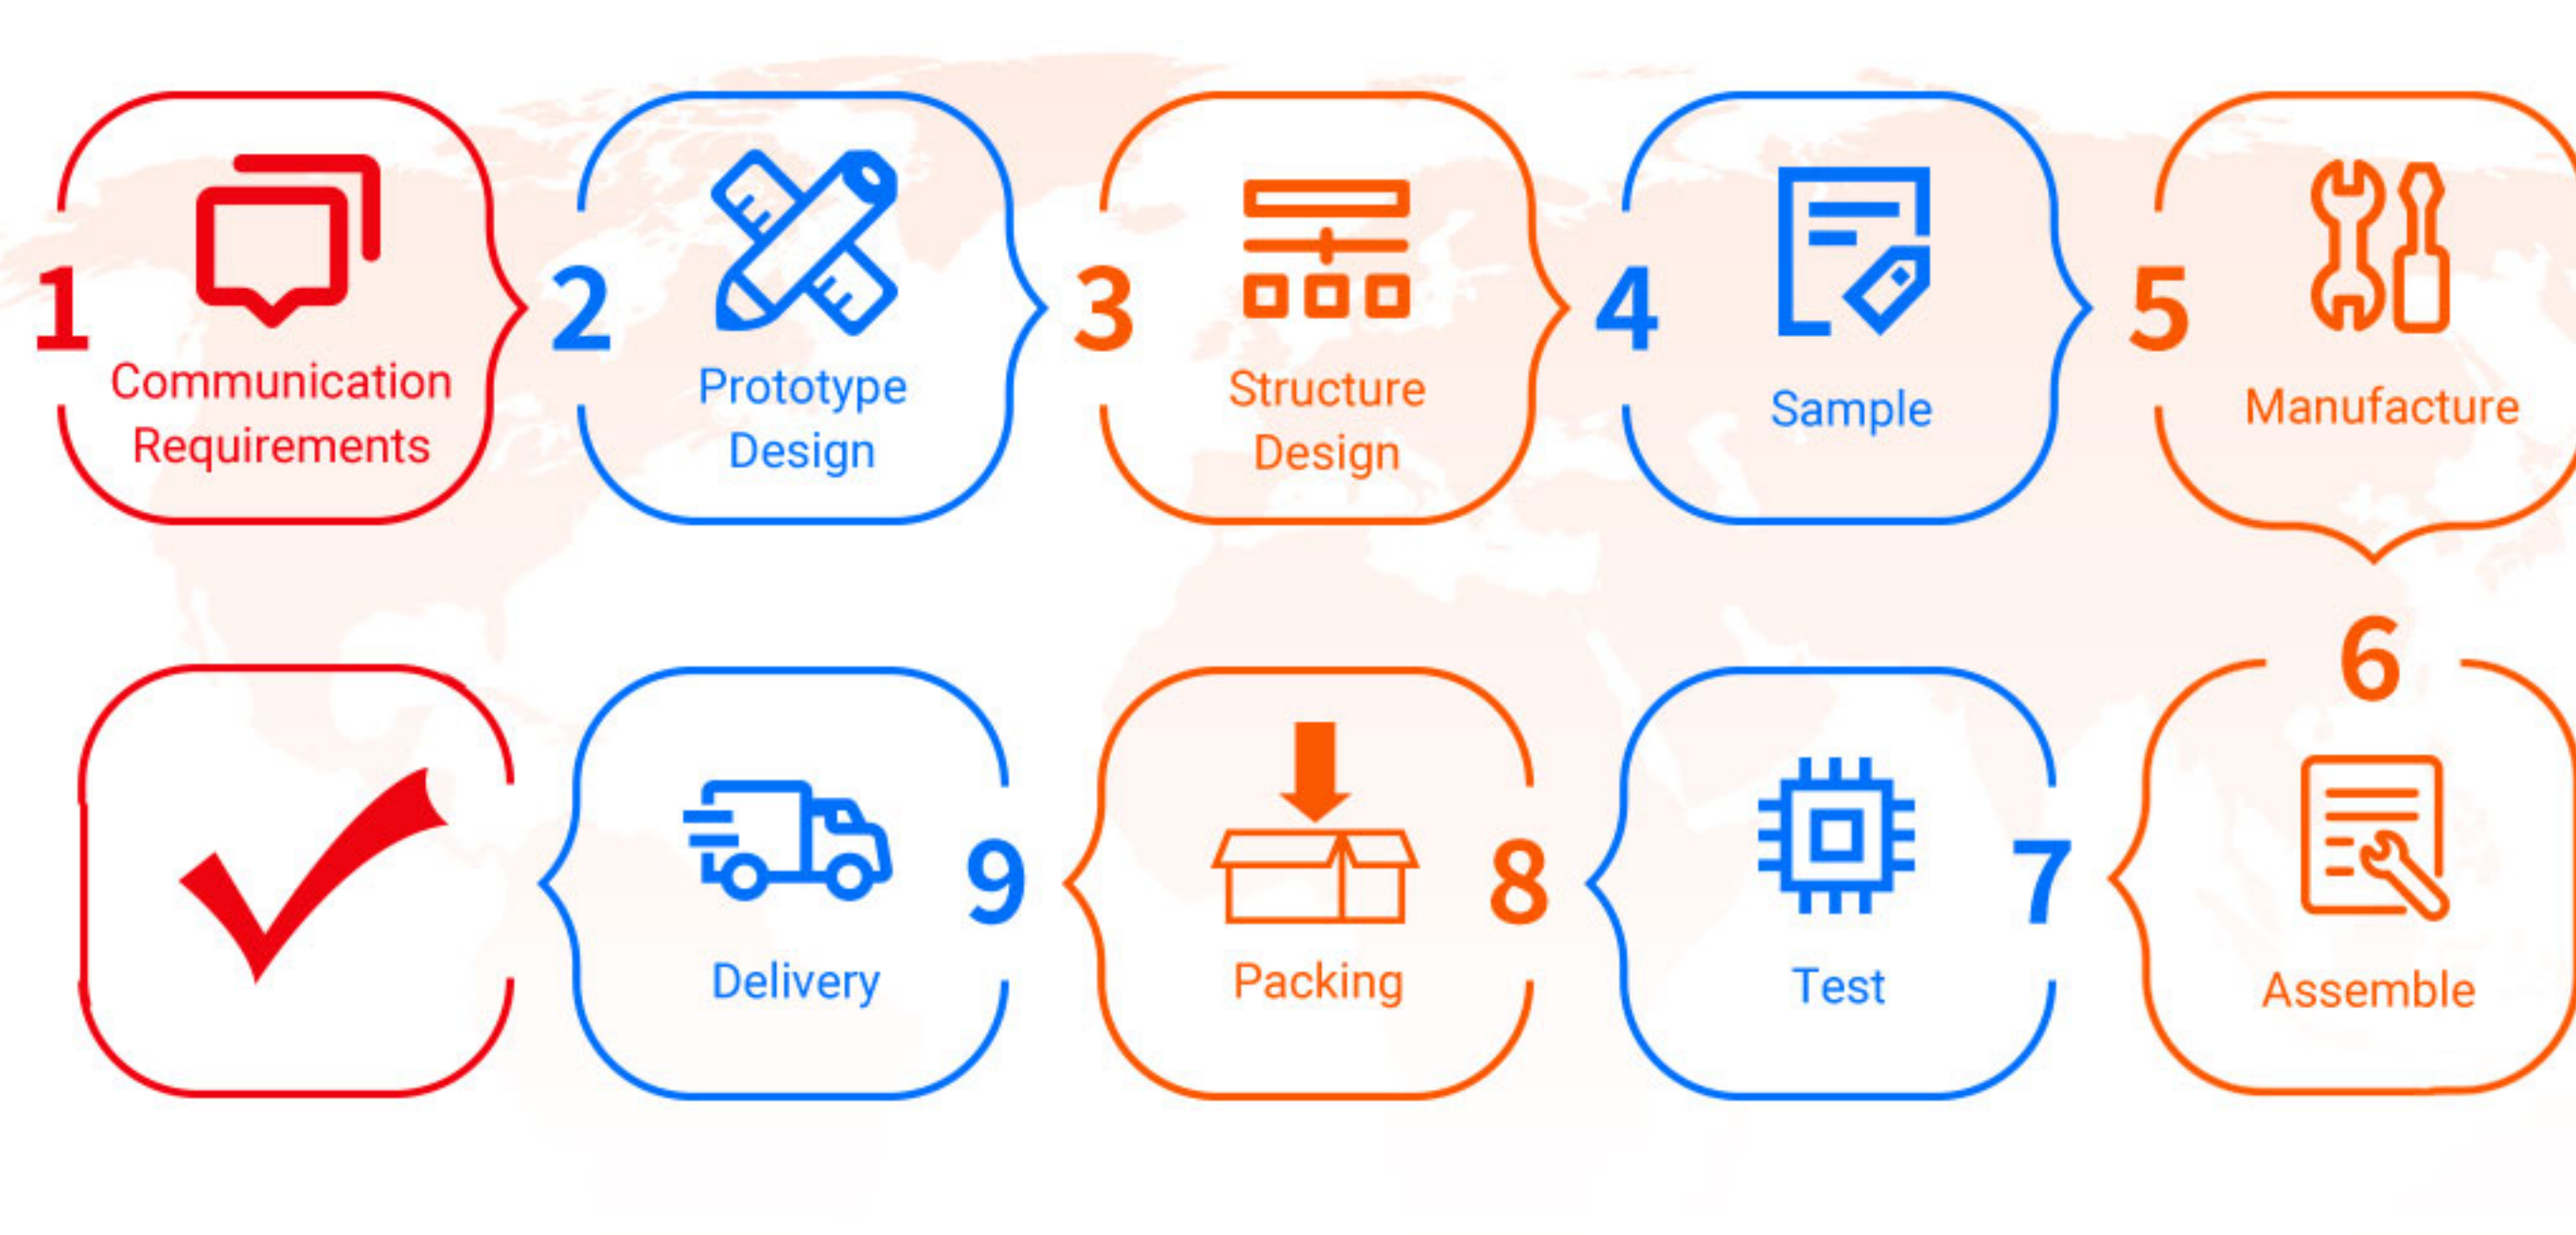 1
Communication
Requirements
2
Prototype
Design
3
Structure
Design
4
Sample
5
Manufacture
6
Assemble
7
Test
8
Packing
9
Delivery